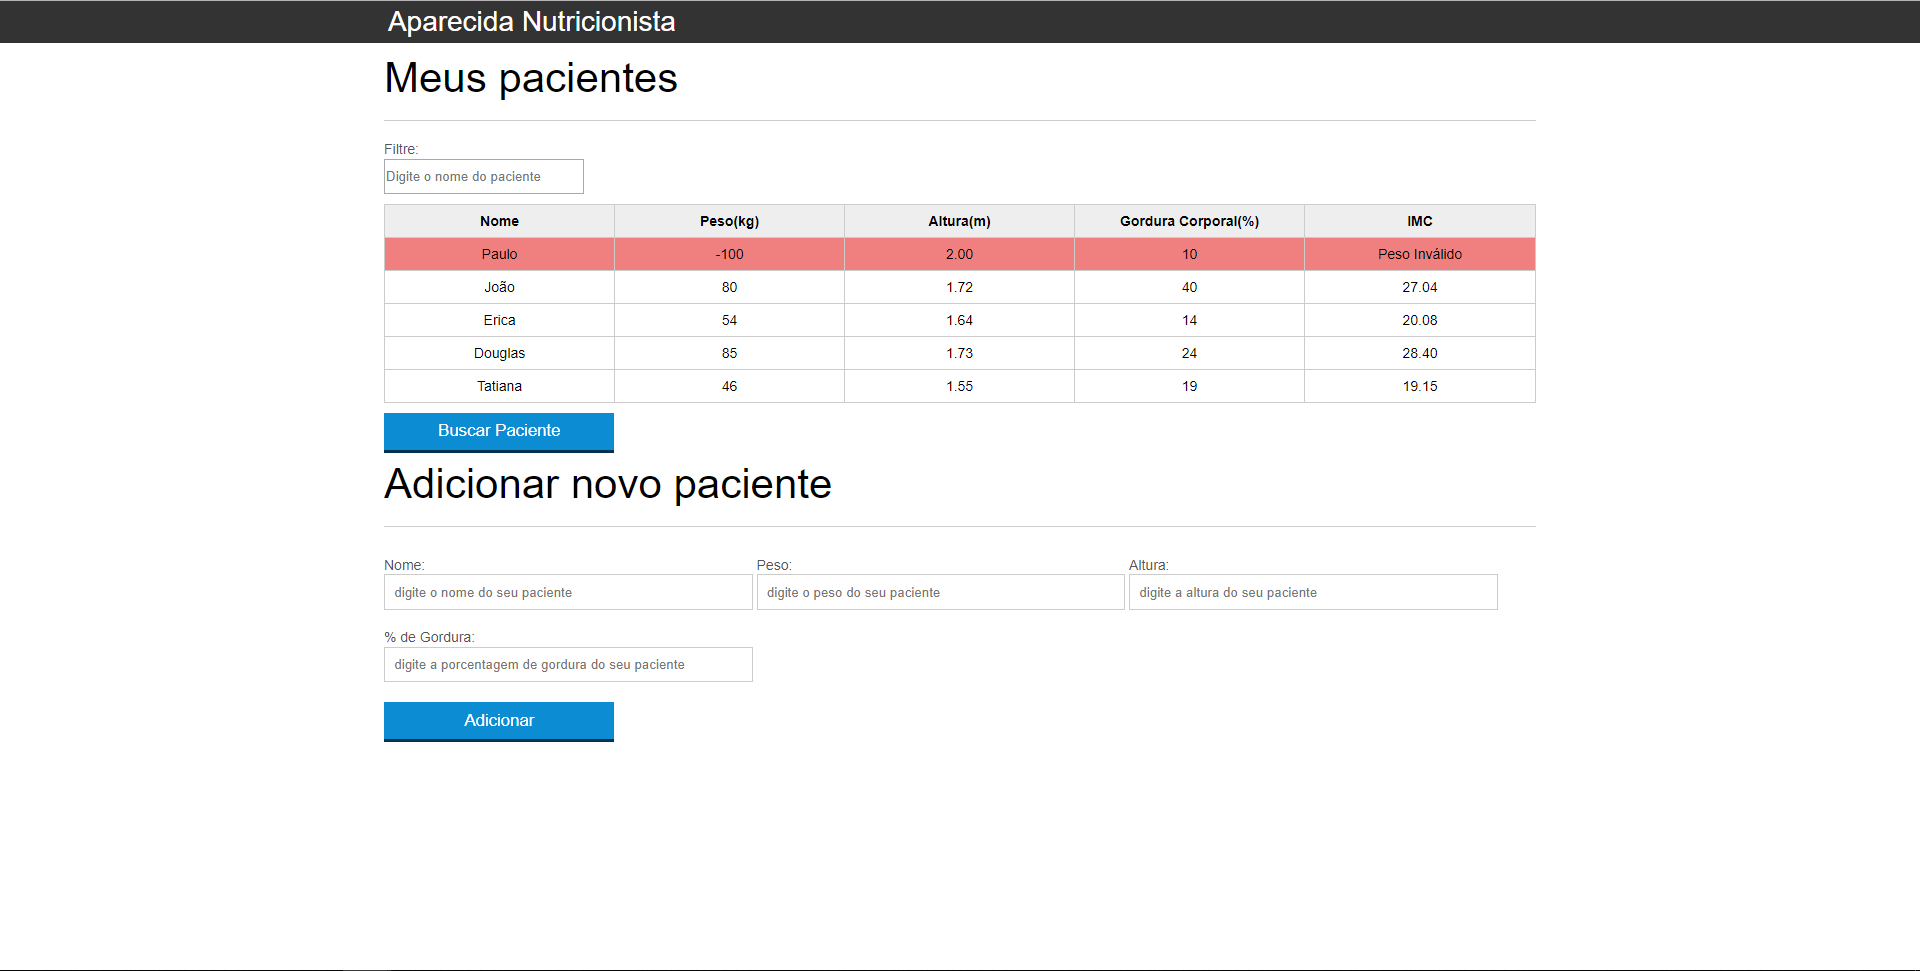 Aparecida Nutricionista
Meus pacientes
Filtre:
Digite o nome do paciente
Nome Peso(kg) Altura(m) Gordura Corporal(%) IMC
Paulo -100 2.00 10 Peso Inválido
João 80 1.72 40 27.04
Erica 54 1.64 14 20.08
Douglas 85 1.73 24 28.40
Tatiana 46 1.55 19 19.15
Buscar Paciente
Adicionar novo paciente
Nome: Peso: Altura:
digite o nome do seu paciente digite o peso do seu paciente digite a altura do seu paciente
% de Gordura:
digite a porcentagem de gordura do seu paciente
Adicionar